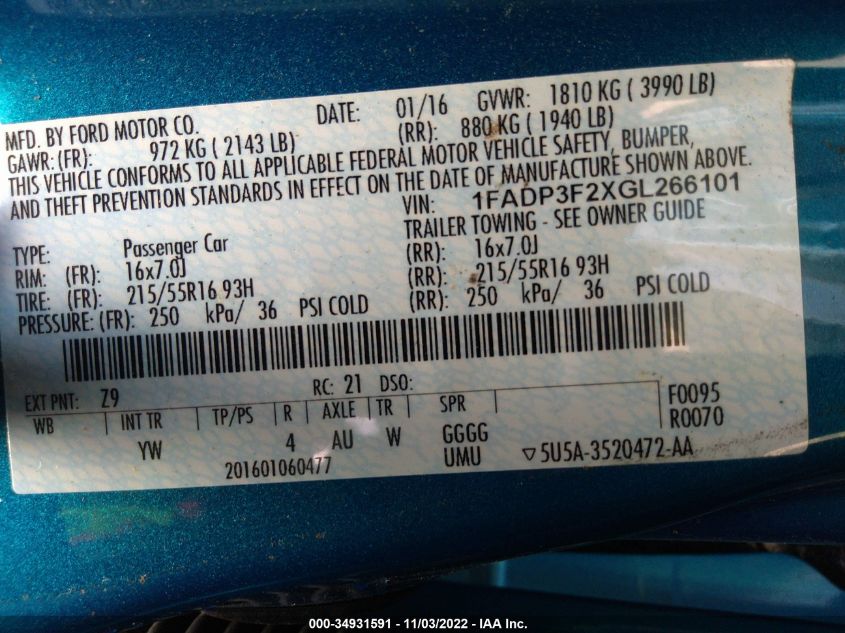 MFD. BY FORD MOTOR CO. DATE: 01/16 GVWR: 1810 KG ( 3990 LB)
GAWR:(FR): 972 KG ( 2143 LB) (RR): 880 KG ( 1940 LB)
THIS VEHICLE CONFORMS TO ALL APPLICABLE FEDERAL MOTOR VEHICLE SAFETY, BUMPER,
AND THEFT PREVENTION STANDARDS IN EFFECT ON THE DATE OF MANUFACTURE SHOWN ABOVE.
VIN: 1FADP3F2XGL266101
TYPE: Passenger Car TRAILER TOWING - SEE OWNER GUIDE
RIM: (FR): 16x7.0J (RR): 16x7.0J
TIRE: (FR): 215/55R16 93H (RR): 215/55R16 93H
PRESSURE: (FR): 250 kPa/ 36 PSI COLD (RR): 250 kPa/ 36 PSI COLD
EXT PNT: Z9 RC: 21 DSO: F0095
WB INT TR TP/PS R AXLE TR SPR R0070
YW 4 AU W GGGG
201601060477 UMU ▽5U5A-3520472-AA
000-34931591 - 11/03/2022 - IAA Inc.